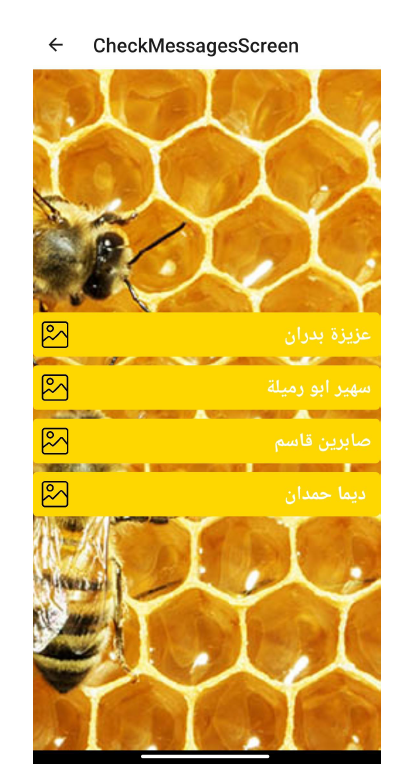 CheckMessagesScreen
عزيزة بدران
سهير ابو رميلة
صابرين قاسم
ديما حمدان